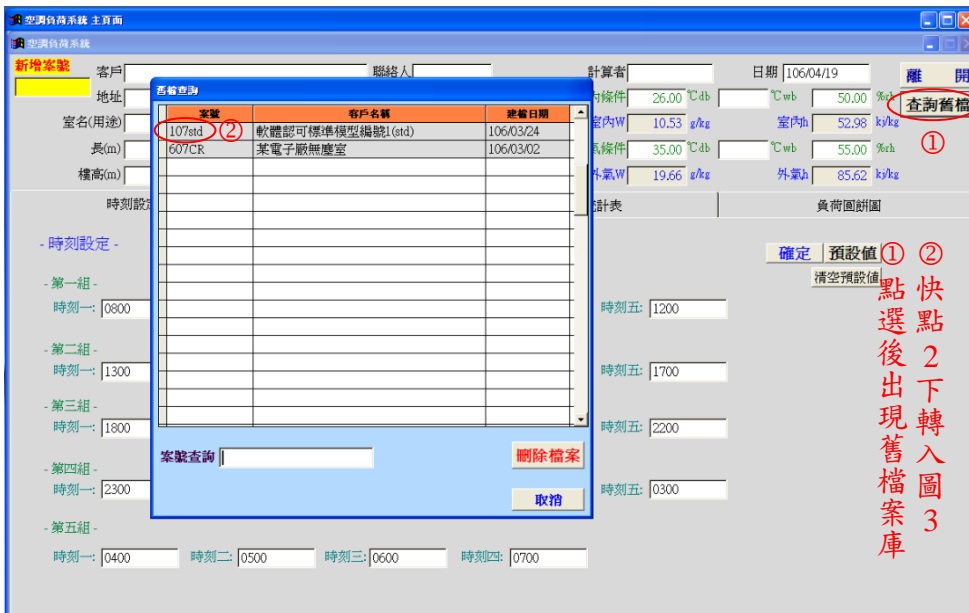 空調負荷系統 主頁面
空調負荷系統
新增案號 客戶 聯絡人 計算者 日期 106/04/19 離 開
地址 內條件 26.00 ℃db ℃wb 50.00 %rh 查詢舊檔
室名(用途) 室內W 10.53 g/kg 室內h 52.98 kj/kg ①
長(m) 氣條件 35.00 ℃db ℃wb 55.00 %rh
樓高(m) 外氣W 19.66 g/kg 外氣h 85.62 kj/kg
時刻設定 計表 負荷圓餅圖
舊檔查詢
案號 客戶名稱 建檔日期
107std ② 軟體認可標準模型編號1(std) 106/03/24
607CR 某電子廠無塵室 106/03/02
案號查詢 刪除檔案
取消
- 時刻設定 -
確定 預設值
清空預設值
- 第一組 -
時刻一: 0800 時刻五: 1200
- 第二組 -
時刻一: 1300 時刻五: 1700
- 第三組 -
時刻一: 1800 時刻五: 2200
- 第四組 -
時刻一: 2300 時刻五: 0300
- 第五組 -
時刻一: 0400 時刻二: 0500 時刻三: 0600 時刻四: 0700
①點選後出現舊檔案庫
②快點2下轉入圖3